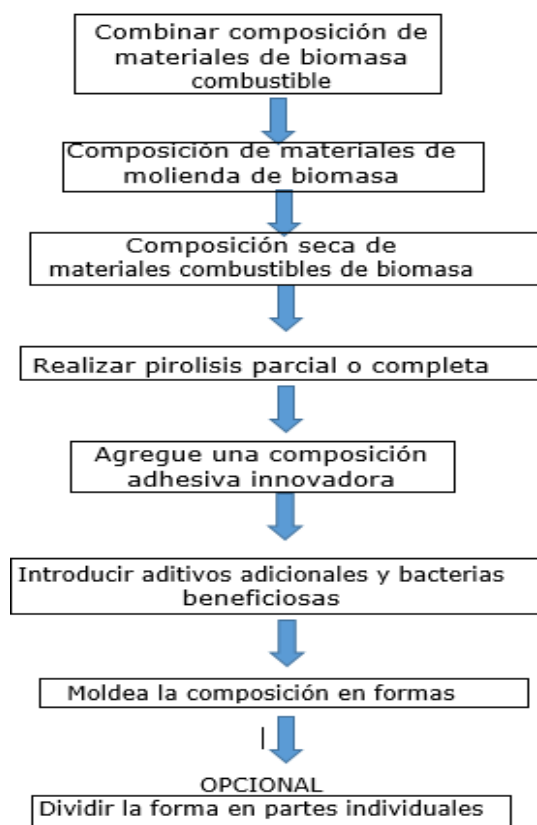 Combinar composición de
materiales de biomasa
combustible
Composición de materiales de
molienda de biomasa
Composición seca de
materiales combustibles de biomasa
Realizar pirolisis parcial o completa
Agregue una composición
adhesiva innovadora
Introducir aditivos adicionales y bacterias
beneficiosas
Moldea la composición en formas
OPCIONAL
Dividir la forma en partes individuales